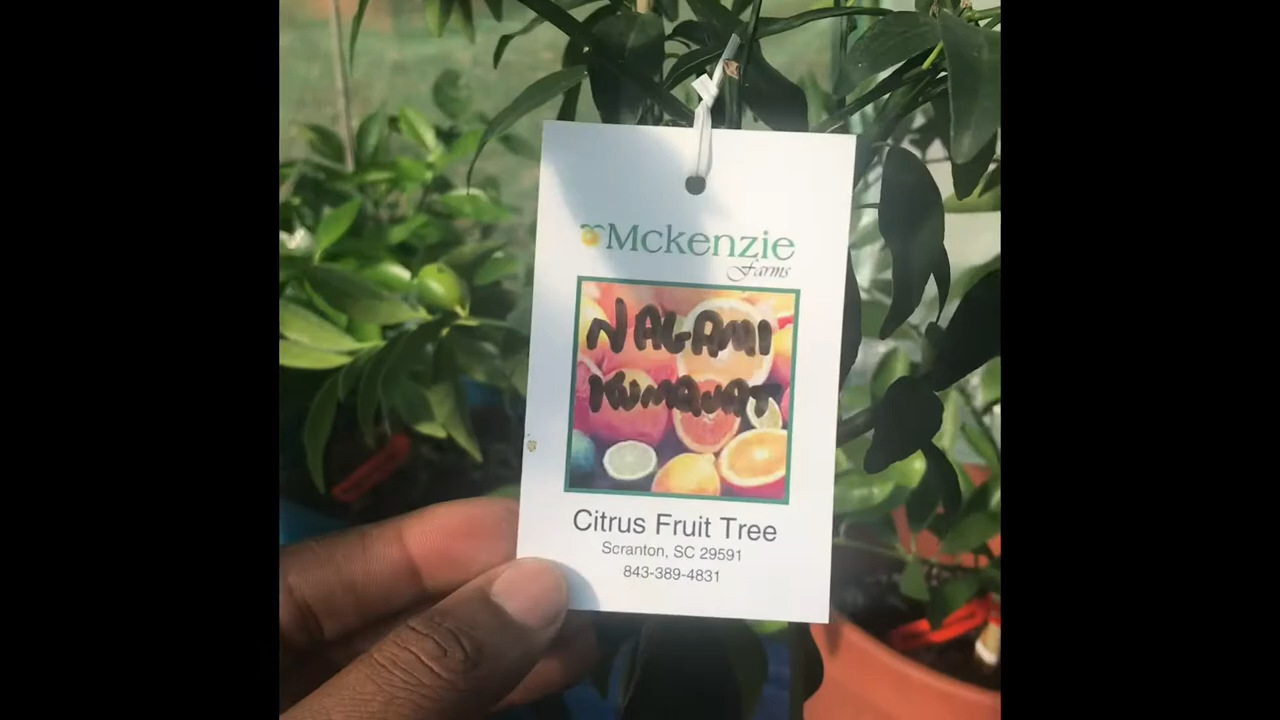 Mckenzie
Farms
NAGAMI
KUMQUAT
Citrus Fruit Tree
Scranton, SC 29591
843-389-4831